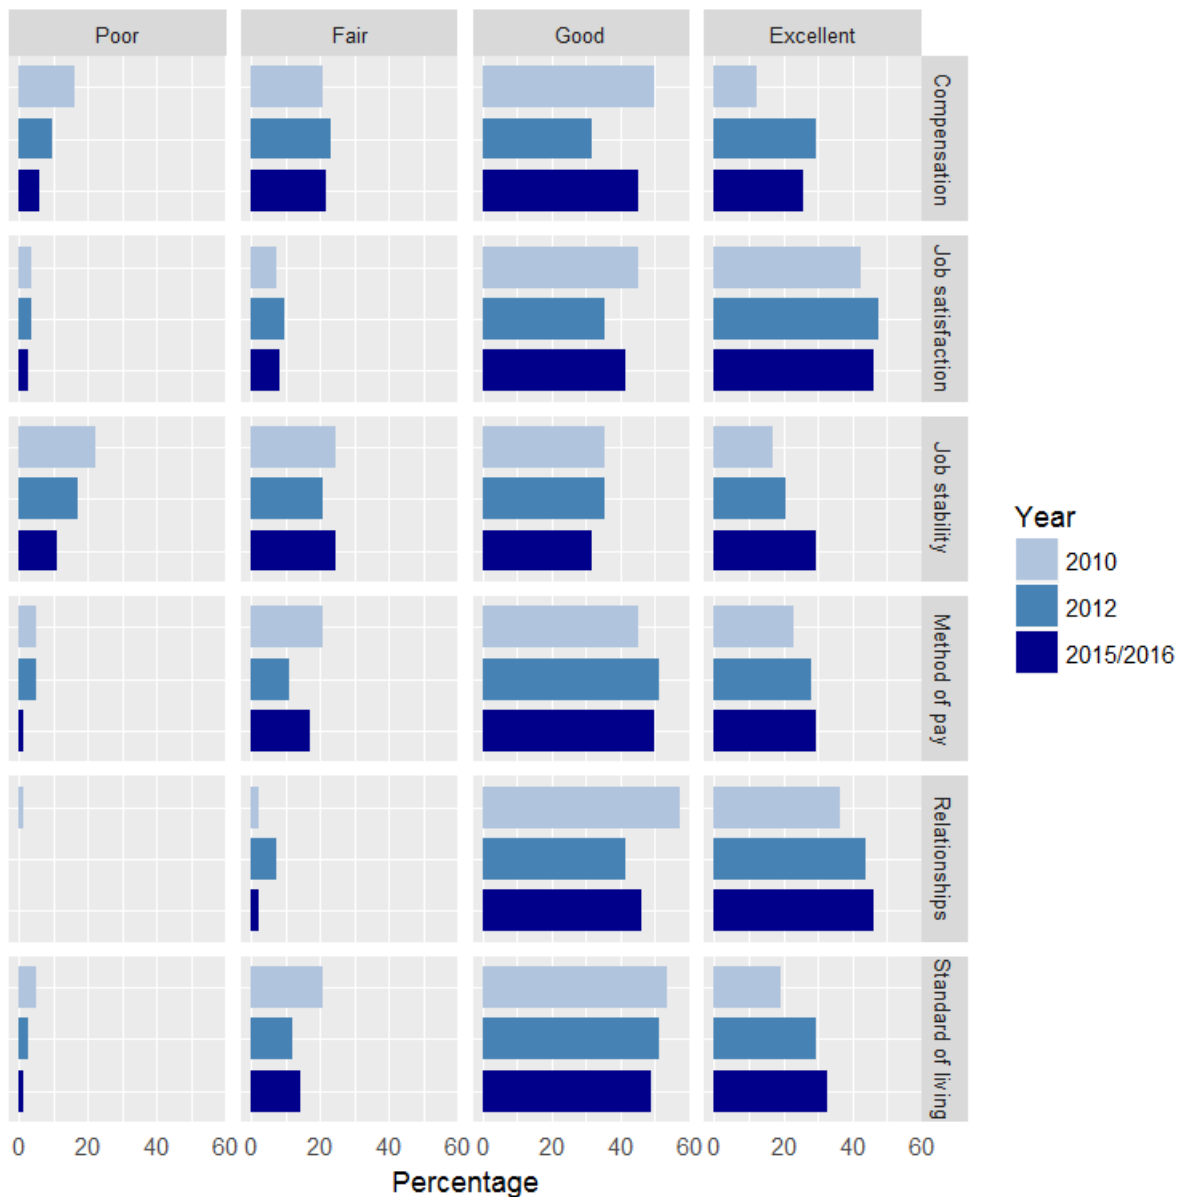 Poor Fair Good Excellent
Compensation
Job satisfaction
Job stability
Method of pay
Relationships
Standard of living
0 20 40 60 0 20 40 60 0 20 40 60 0 20 40 60
Percentage
Year
2010
2012
2015/2016